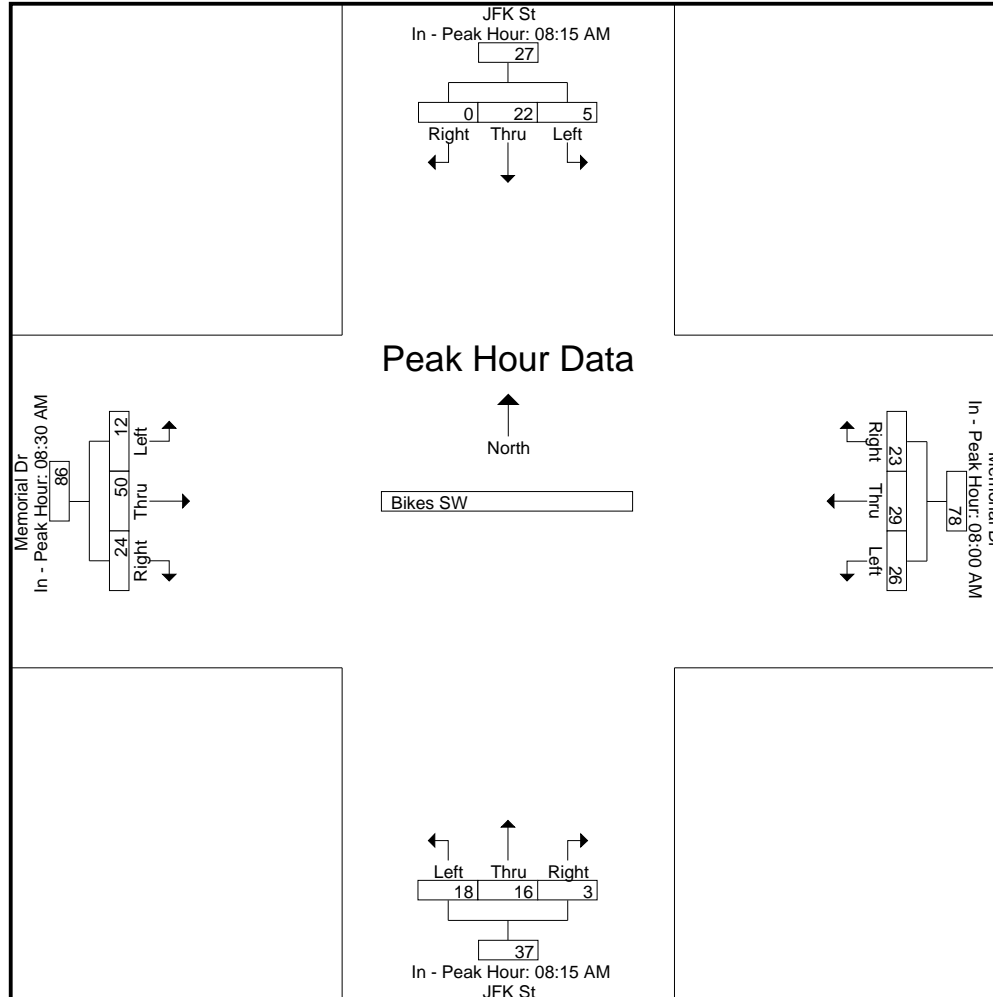 JFK St
In - Peak Hour: 08:15 AM
27
0 22 5
Right Thru Left
Peak Hour Data
North
Bikes SW
Memorial Dr
In - Peak Hour: 08:30 AM
86
12 50 24
Left Thru Right
In - Peak Hour: 08:00 AM
78
23 29 26
Right Thru Left
Left Thru Right
18 16 3
37
In - Peak Hour: 08:15 AM
JFK St